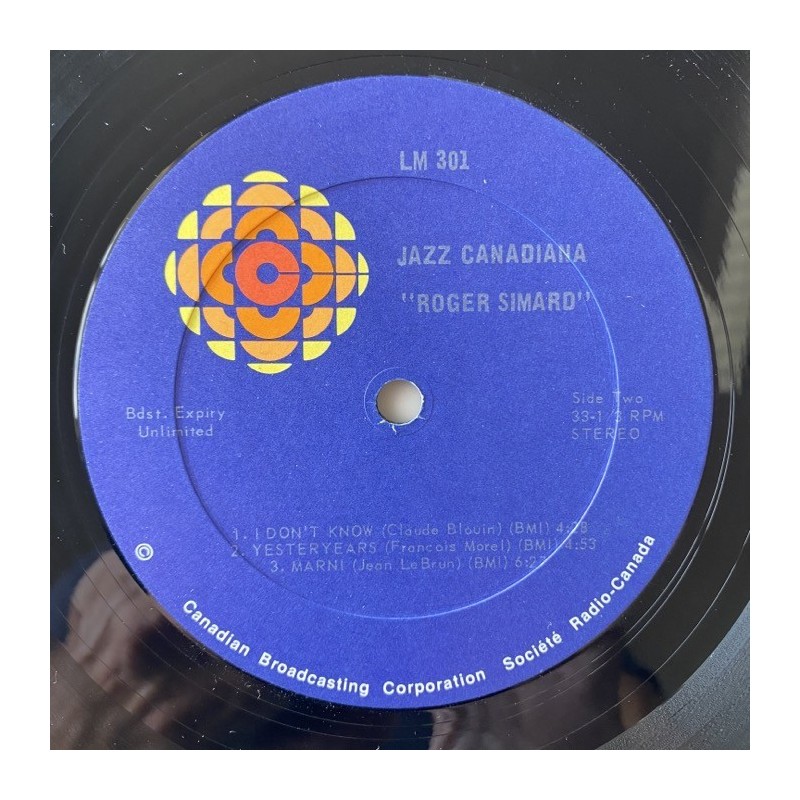 LM 301
JAZZ CANADIANA
"ROGER SIMARD"
Bdst. Expiry
Unlimited
Side Two
33-1/3 RPM
STEREO
1. I DON'T KNOW (Claude Blouin) (BMI) 4:28
2. YESTERYEARS (François Morel) (BMI) 4:53
3. MARNI (Jean LeBrun) (BMI)
©
Canadian Broadcasting Corporation Société Radio-Canada